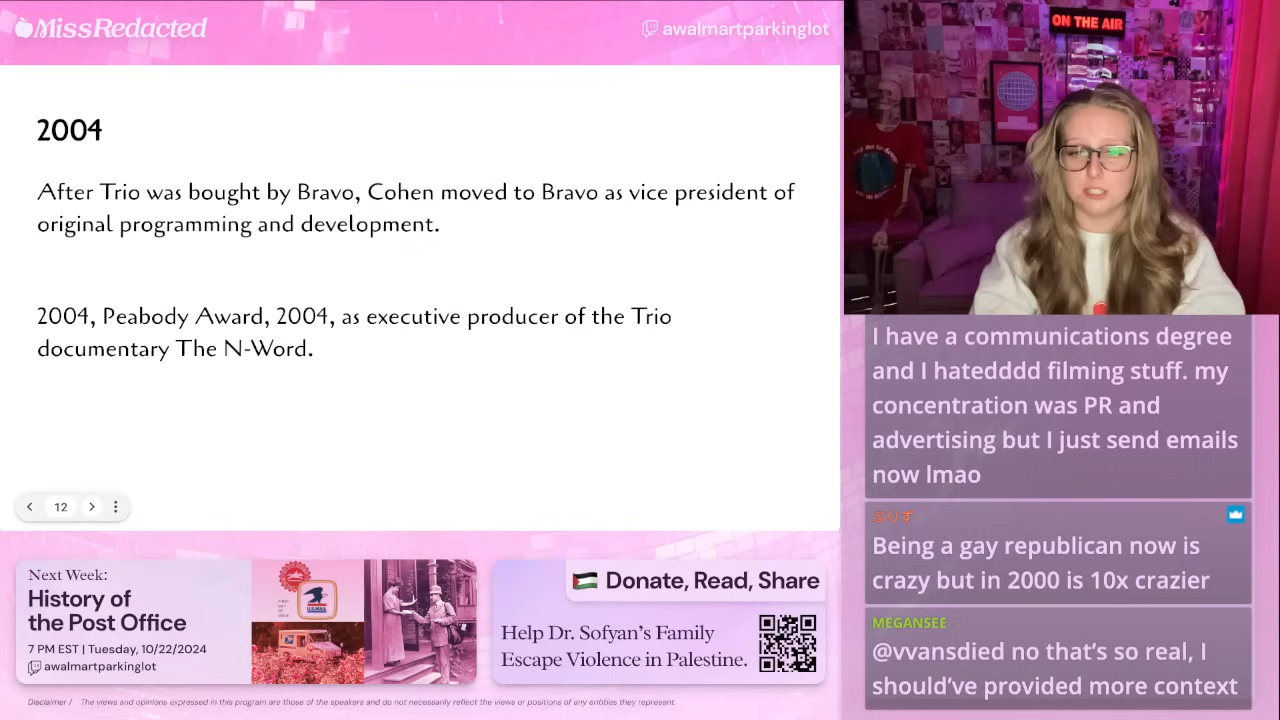 MissRedacted
awalmartparkinglot
ON THE AIR
2004
After Trio was bought by Bravo, Cohen moved to Bravo as vice president of
original programming and development.
2004, Peabody Award, 2004, as executive producer of the Trio
documentary The N-Word.
12
I have a communications degree
and I hatedddd filming stuff. my
concentration was PR and
advertising but I just send emails
now lmao
ぷりす
Being a gay republican now is
crazy but in 2000 is 10x crazier
MEGANSEE
@vvansdied no that's so real, I
should've provided more context
Next Week:
History of
the Post Office
7 PM EST | Tuesday, 10/22/2024
awalmartparkinglot
U.S.MAIL
Donate, Read, Share
Help Dr. Sofyan's Family
Escape Violence in Palestine.
Disclaimer / The views and opinions expressed in this program are those of the speakers and do not necessarily reflect the views or positions of any entities they represent.